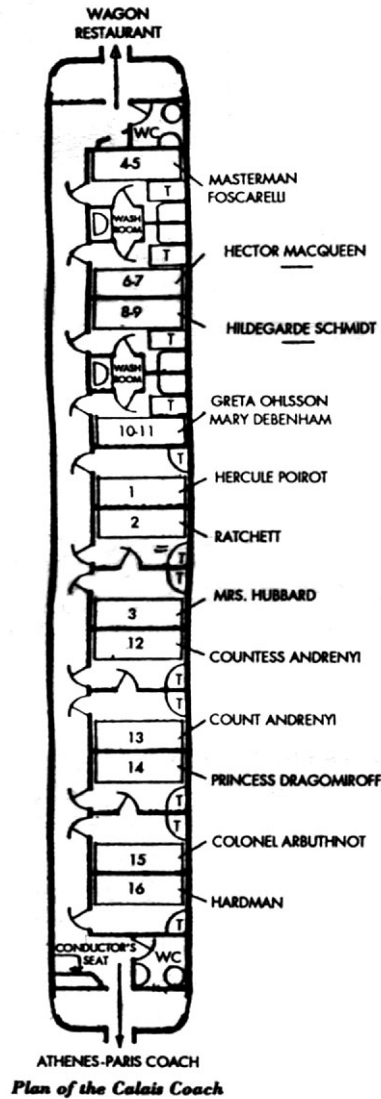 WAGON
RESTAURANT
WC
4-5
MASTERMAN
FOSCARELLI
T
WASH
ROOM
T
HECTOR MACQUEEN
6-7
8-9
HILDEGARDE SCHMIDT
T
WASH
ROOM
T
GRETA OHLSSON
MARY DEBENHAM
10-11
T
HERCULE POIROT
1
2
RATCHETT
T
T
MRS. HUBBARD
3
12
COUNTESS ANDRENYI
T
T
COUNT ANDRENYI
13
14
PRINCESS DRAGOMIROFF
T
T
COLONEL ARBUTHNOT
15
16
HARDMAN
T
CONDUCTOR'S
SEAT
WC
ATHENES-PARIS COACH
Plan of the Calais Coach